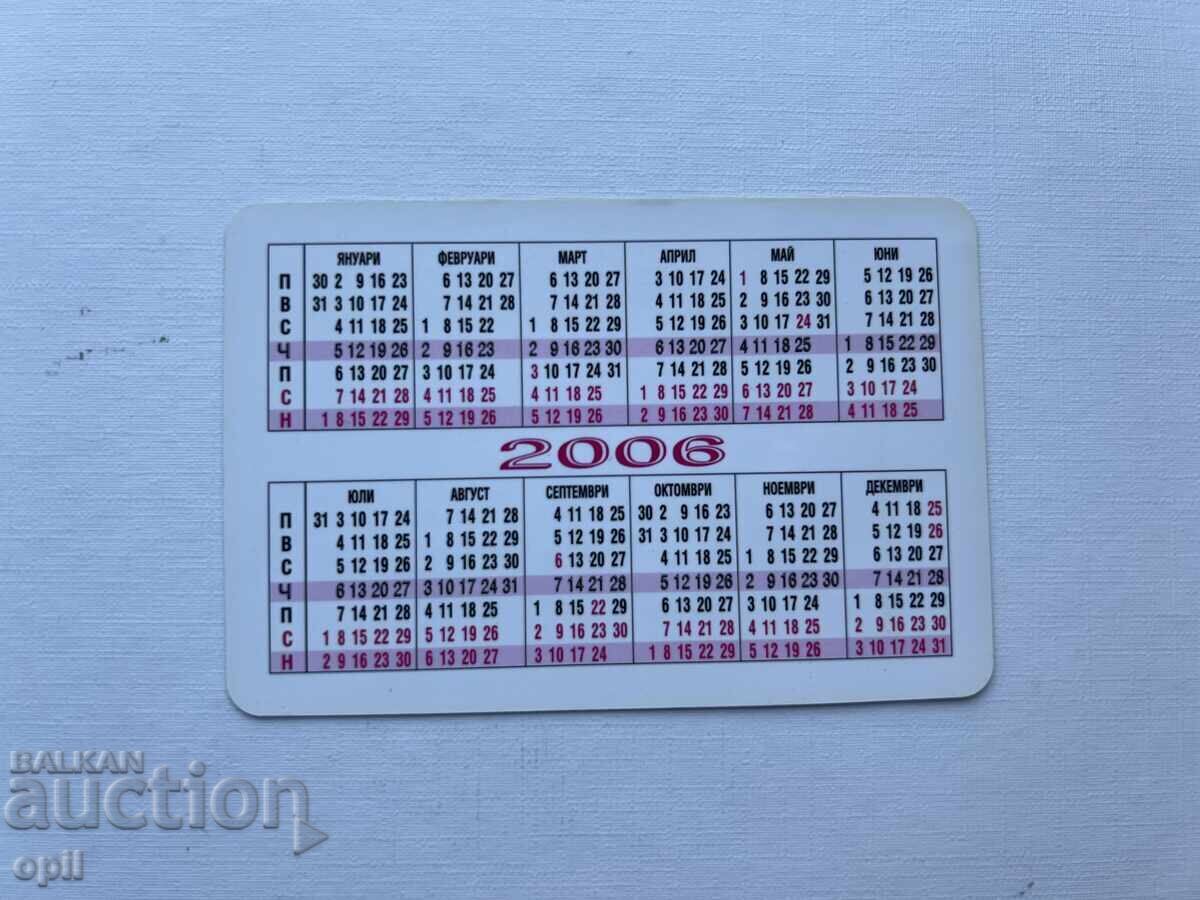 ЯНУАРИ ФЕВРУАРИ МАРТ АПРИЛ МАЙ ЮНИ
П 30 2 9 16 23 6 13 20 27 6 13 20 27 3 10 17 24 1 8 15 22 29 5 12 19 26
В 31 3 10 17 24 7 14 21 28 7 14 21 28 4 11 18 25 2 9 16 23 30 6 13 20 27
С 4 11 18 25 1 8 15 22 1 8 15 22 29 5 12 19 26 3 10 17 24 31 7 14 21 28
Ч 5 12 19 26 2 9 16 23 2 9 16 23 30 6 13 20 27 4 11 18 25 1 8 15 22 29
П 6 13 20 27 3 10 17 24 3 10 17 24 31 7 14 21 28 5 12 19 26 2 9 16 23 30
С 7 14 21 28 4 11 18 25 4 11 18 25 1 8 15 22 29 6 13 20 27 3 10 17 24
Н 1 8 15 22 29 5 12 19 26 5 12 19 26 2 9 16 23 30 7 14 21 28 4 11 18 25
2006
ЮЛИ АВГУСТ СЕПТЕМВРИ ОКТОМВРИ НОЕМВРИ ДЕКЕМВРИ
П 31 3 10 17 24 7 14 21 28 4 11 18 25 30 2 9 16 23 6 13 20 27 4 11 18 25
В 4 11 18 25 1 8 15 22 29 5 12 19 26 31 3 10 17 24 7 14 21 28 5 12 19 26
С 5 12 19 26 2 9 16 23 30 6 13 20 27 4 11 18 25 1 8 15 22 29 6 13 20 27
Ч 6 13 20 27 3 10 17 24 31 7 14 21 28 5 12 19 26 2 9 16 23 30 7 14 21 28
П 7 14 21 28 4 11 18 25 1 8 15 22 29 6 13 20 27 3 10 17 24 1 8 15 22 29
С 1 8 15 22 29 5 12 19 26 2 9 16 23 30 7 14 21 28 4 11 18 25 2 9 16 23 30
Н 2 9 16 23 30 6 13 20 27 3 10 17 24 1 8 15 22 29 5 12 19 26 3 10 17 24 31
BALKAN
auction
opil